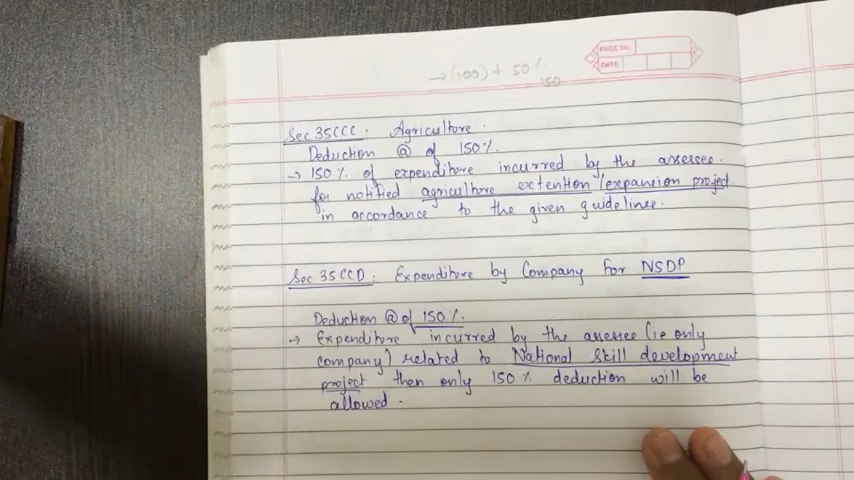 PAGE NO.
DATE
→ (100) + 50%.
= 150
Sec 35CCC: Agriculture.
Deduction @ of 150%.
→ 150% of expenditure incurred by the assessee.
for notified agriculture extention/expansion project
in accordance to the given guidelines.
Sec 35CCD: Expenditure by Company For NSDP
Deduction @ of 150%.
→ Expenditure incurred by the assessee (ie only
company) related to National Skill development
project then only 150% deduction will be
allowed.